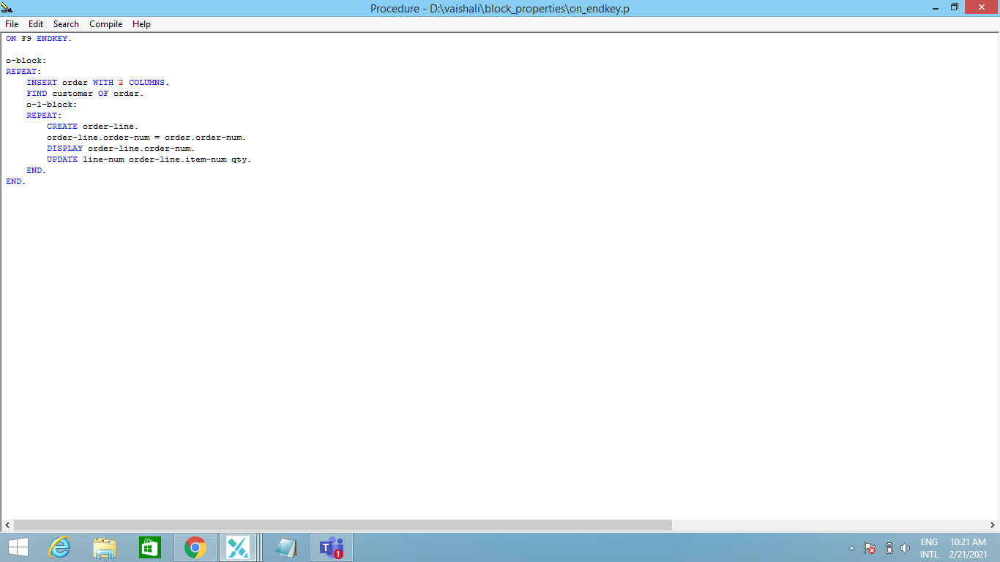 Procedure - D:\vaishali\block_properties\on_endkey.p
File Edit Search Compile Help
ON F9 ENDKEY.
o-block:
REPEAT:
INSERT order WITH 2 COLUMNS.
FIND customer OF order.
o-1-block:
REPEAT:
CREATE order-line.
order-line.order-num = order.order-num.
DISPLAY order-line.order-num.
UPDATE line-num order-line.item-num qty.
END.
END.
ENG 10:21 AM
INTL 2/21/2021
T
1